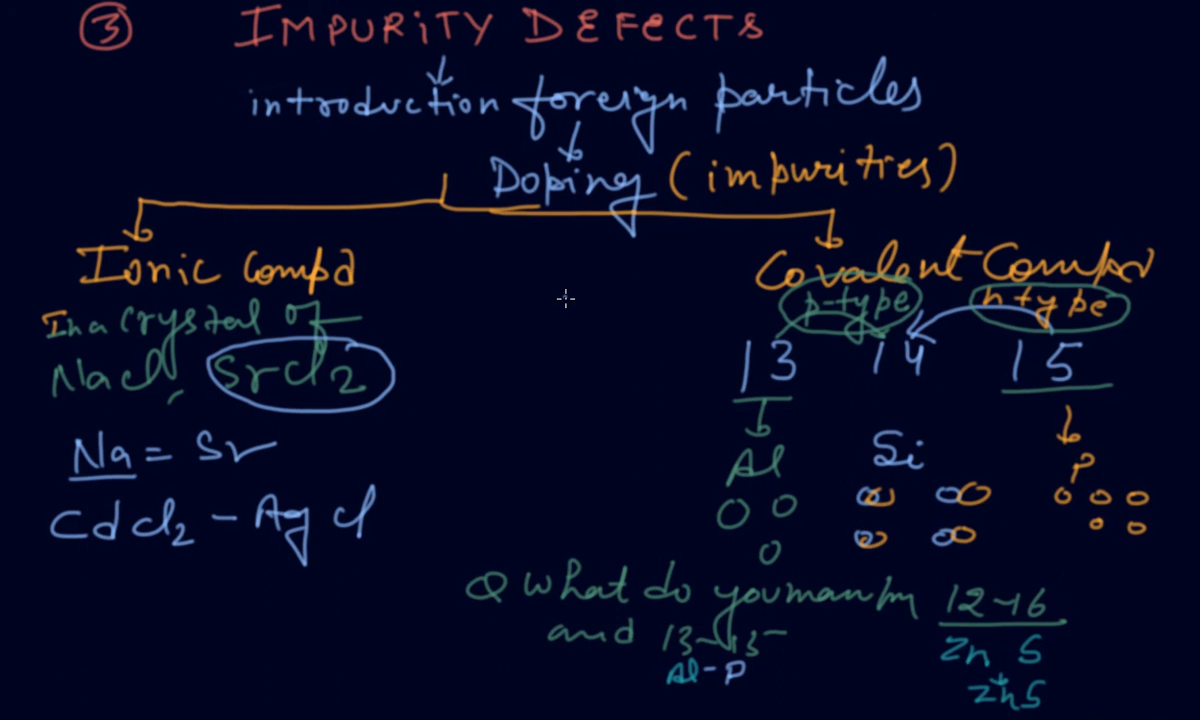 ③ IMPURITY DEFECTS
introduction foreign particles
Doping (impurities)
Ionic Compd
Covalent Compd
p-type n type
In a crystal of
NaCl, SrCl2
13 14 15
Na = Sr
Al Si P
CdCl2 - AgCl
Q What do you mean by 12-16
and 13-15
Zn S
Al-P
ZnS